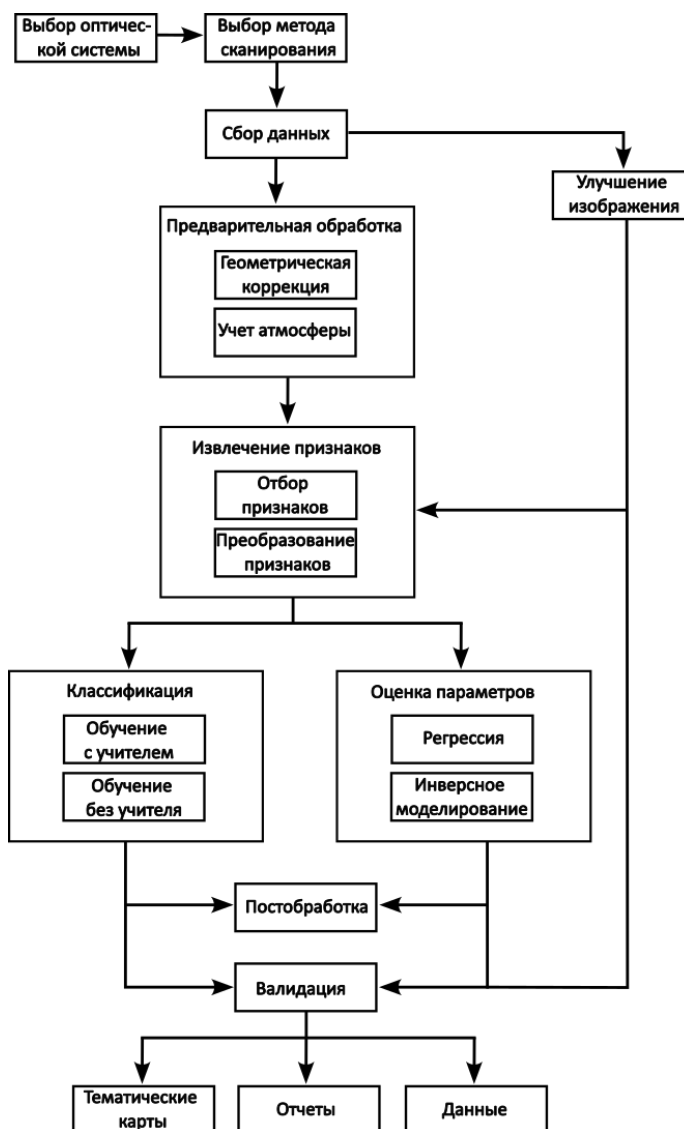 Выбор оптичес-
кой системы
Выбор метода
сканирования
Сбор данных
Улучшение
изображения
Предварительная обработка
Геометрическая
коррекция
Учет атмосферы
Извлечение признаков
Отбор
признаков
Преобразование
признаков
Классификация
Обучение
с учителем
Обучение
без учителя
Оценка параметров
Регрессия
Инверсное
моделирование
Постобработка
Валидация
Тематические
карты
Отчеты
Данные